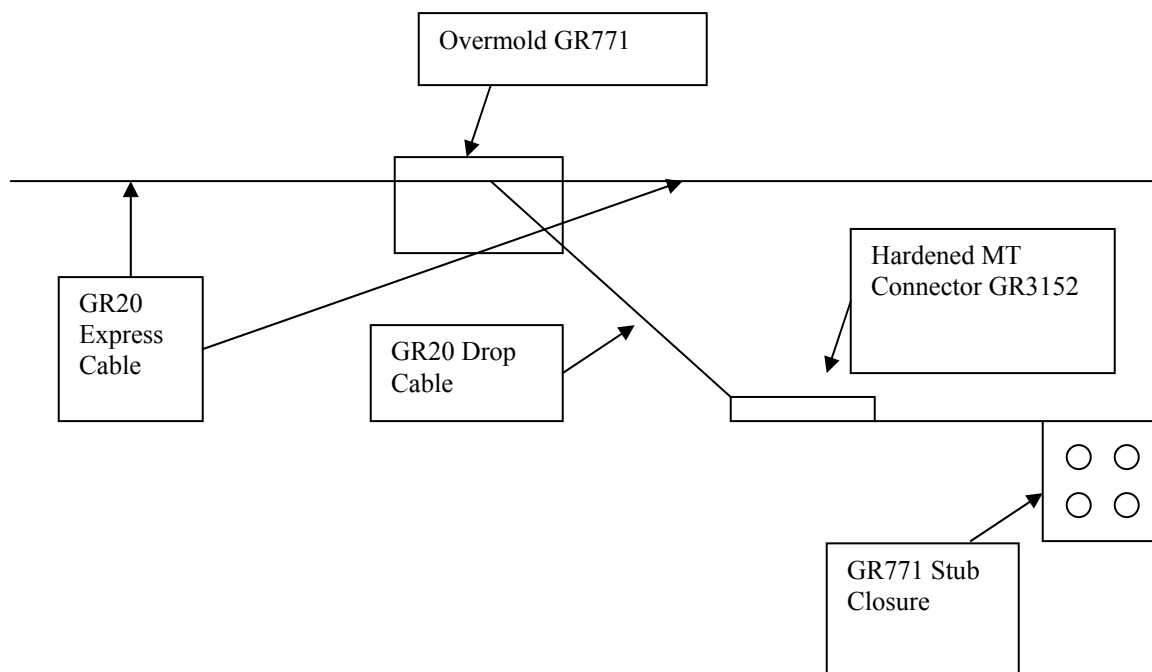 Overmold GR771
Hardened MT
Connector GR3152
GR20
Express
Cable
GR20 Drop
Cable
GR771 Stub
Closure